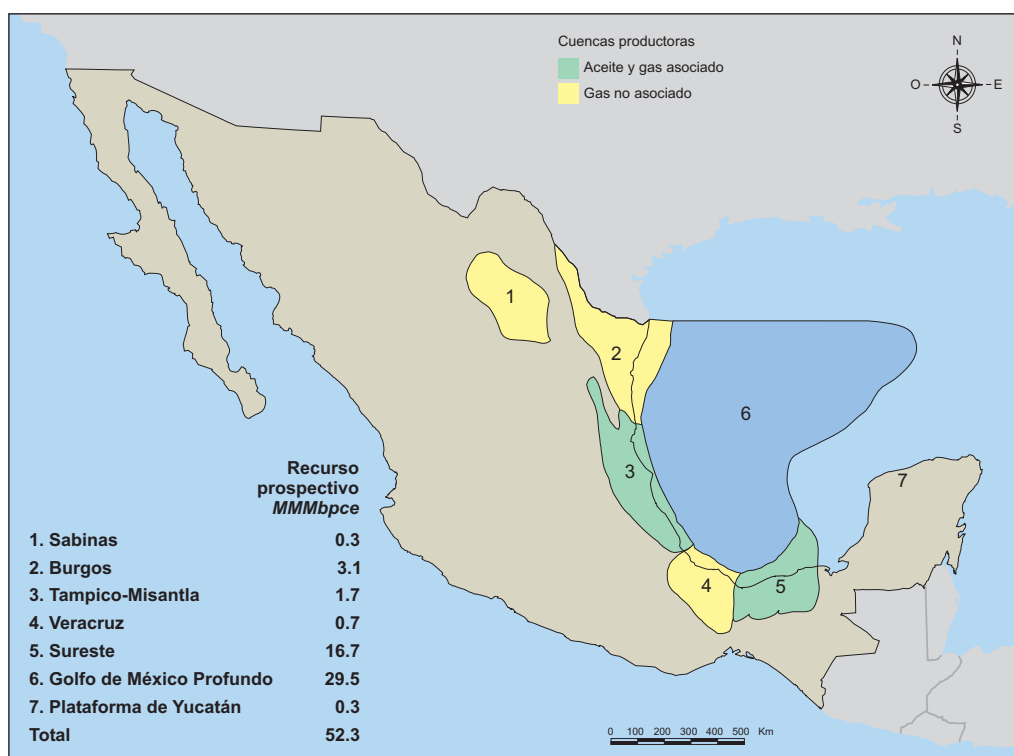 Cuencas productoras
Aceite y gas asociado
Gas no asociado
N
O
E
S
1
2
6
3
7
4
5
Recurso
prospectivo
MMMbpce
1. Sabinas 0.3
2. Burgos 3.1
3. Tampico-Misantla 1.7
4. Veracruz 0.7
5. Sureste 16.7
6. Golfo de México Profundo 29.5
7. Plataforma de Yucatán 0.3
Total 52.3
0 100 200 300 400 500 Km